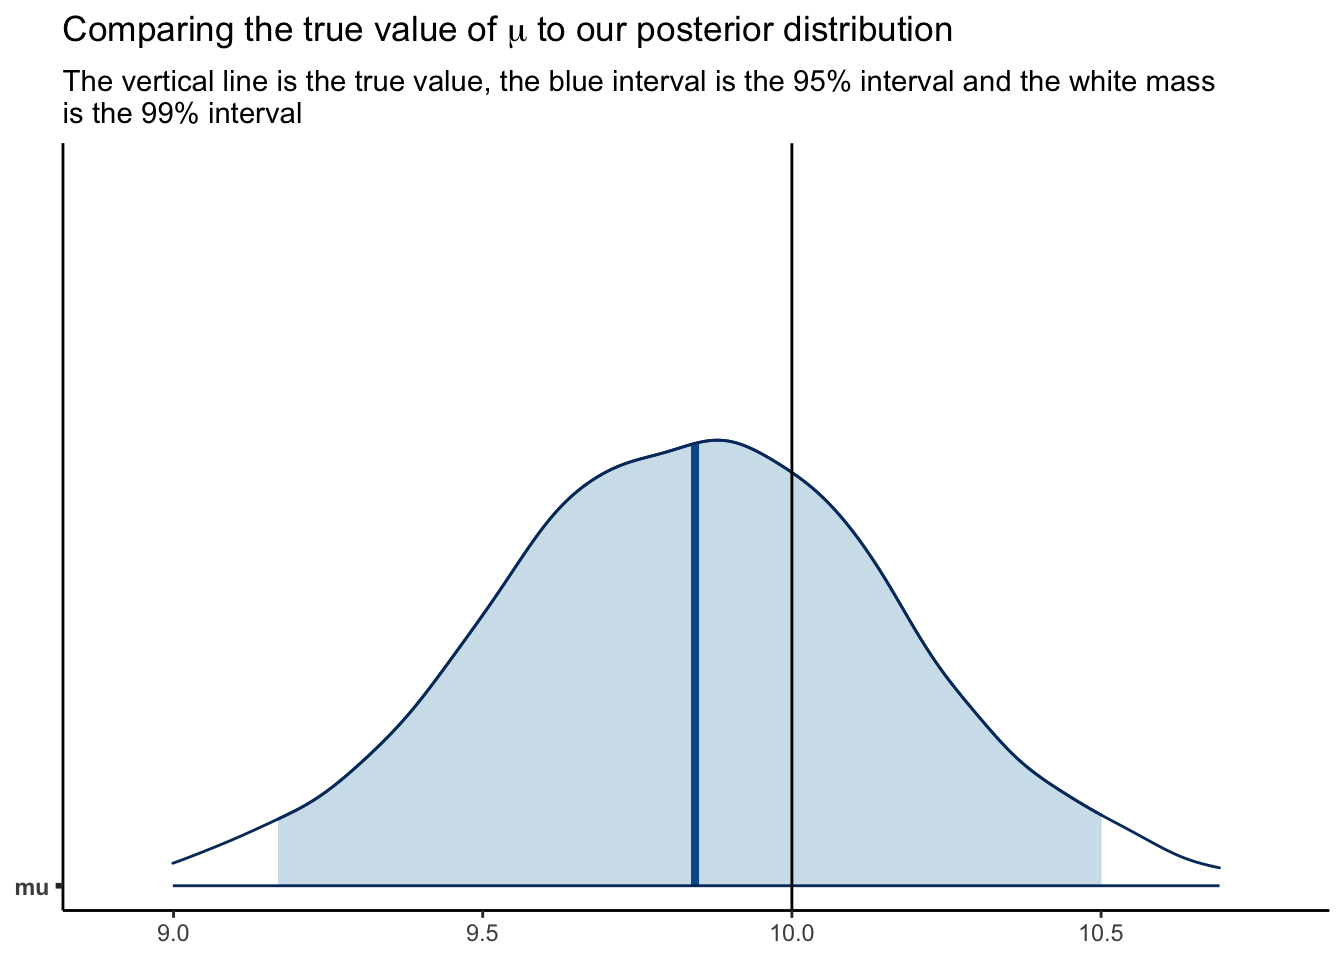 Comparing the true value of μ to our posterior distribution
The vertical line is the true value, the blue interval is the 95% interval and the white mass
is the 99% interval
mu
9.0 9.5 10.0 10.5